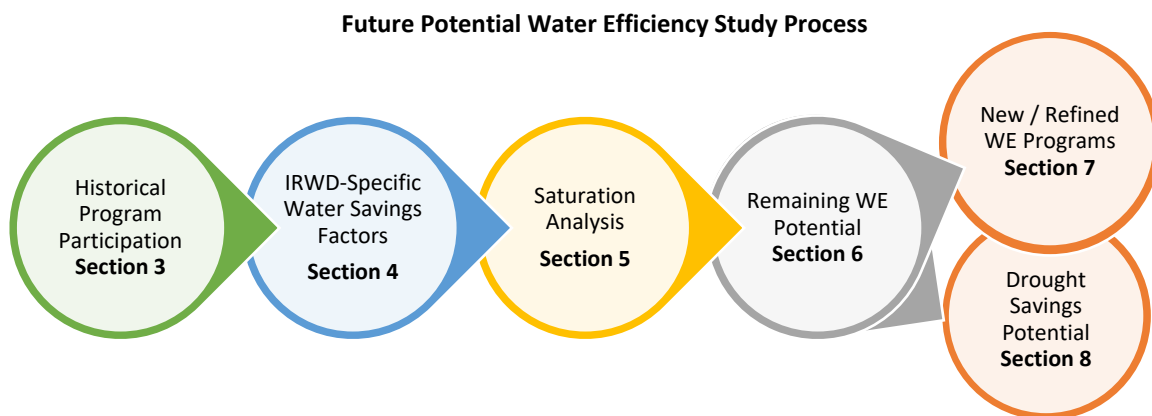 Future Potential Water Efficiency Study Process
Historical
Program
Participation
Section 3
IRWD-Specific
Water Savings
Factors
Section 4
Saturation
Analysis
Section 5
Remaining WE
Potential
Section 6
New / Refined
WE Programs
Section 7
Drought
Savings
Potential
Section 8